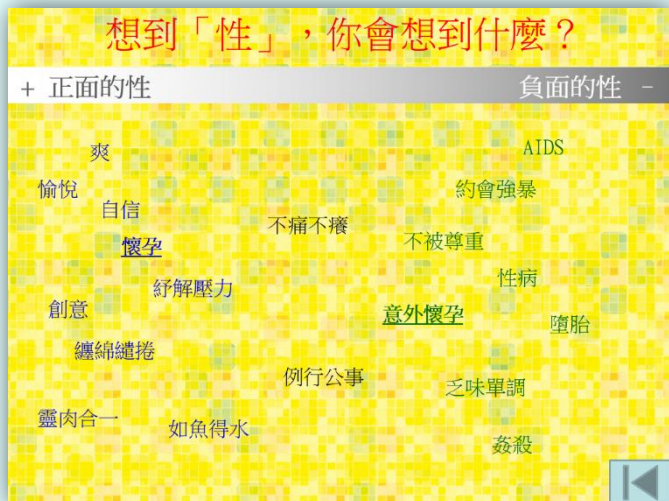 想到「性」，你會想到什麼？
+ 正面的性
負面的性 -
爽
AIDS
愉悅
約會強暴
自信
不痛不癢
懷孕
不被尊重
性病
紓解壓力
創意
意外懷孕
墮胎
纏綿繾捲
例行公事
乏味單調
靈肉合一
如魚得水
姦殺